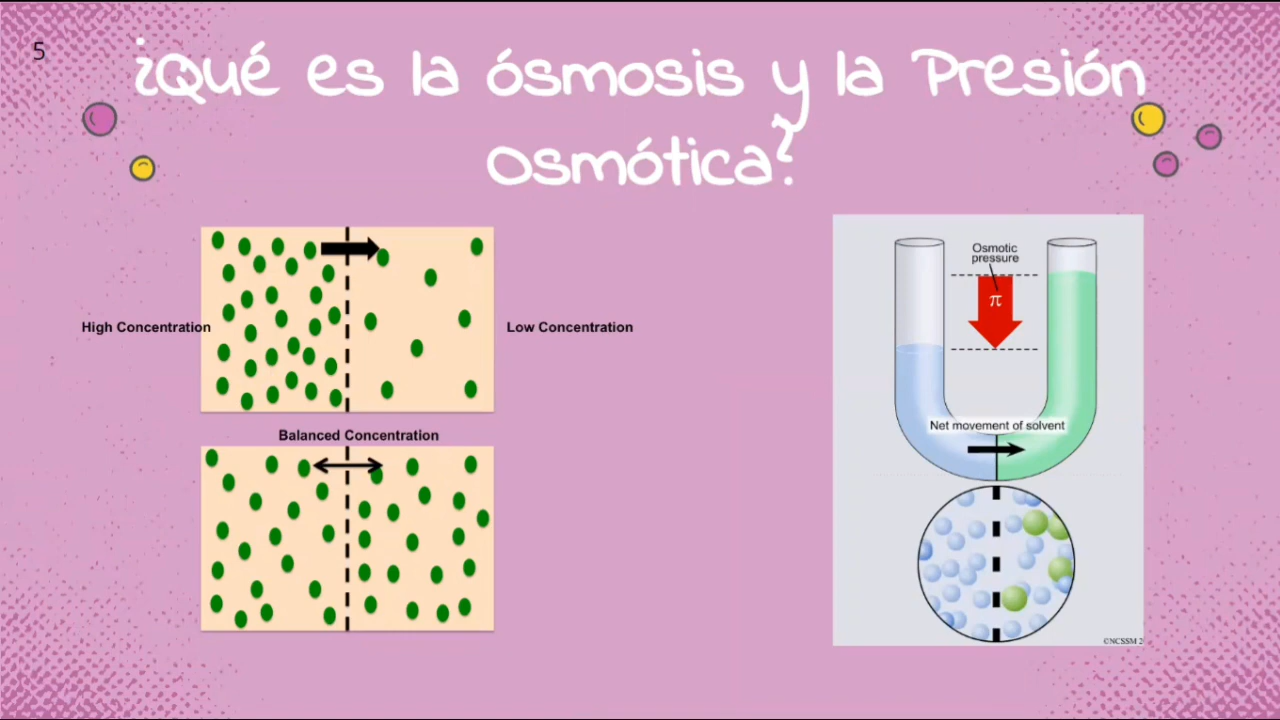 5
¿Qué es la ósmosis y la Presión
Osmótica?
High Concentration
Low Concentration
Balanced Concentration
Osmotic
pressure
π
Net movement of solvent
©NCSSM 2